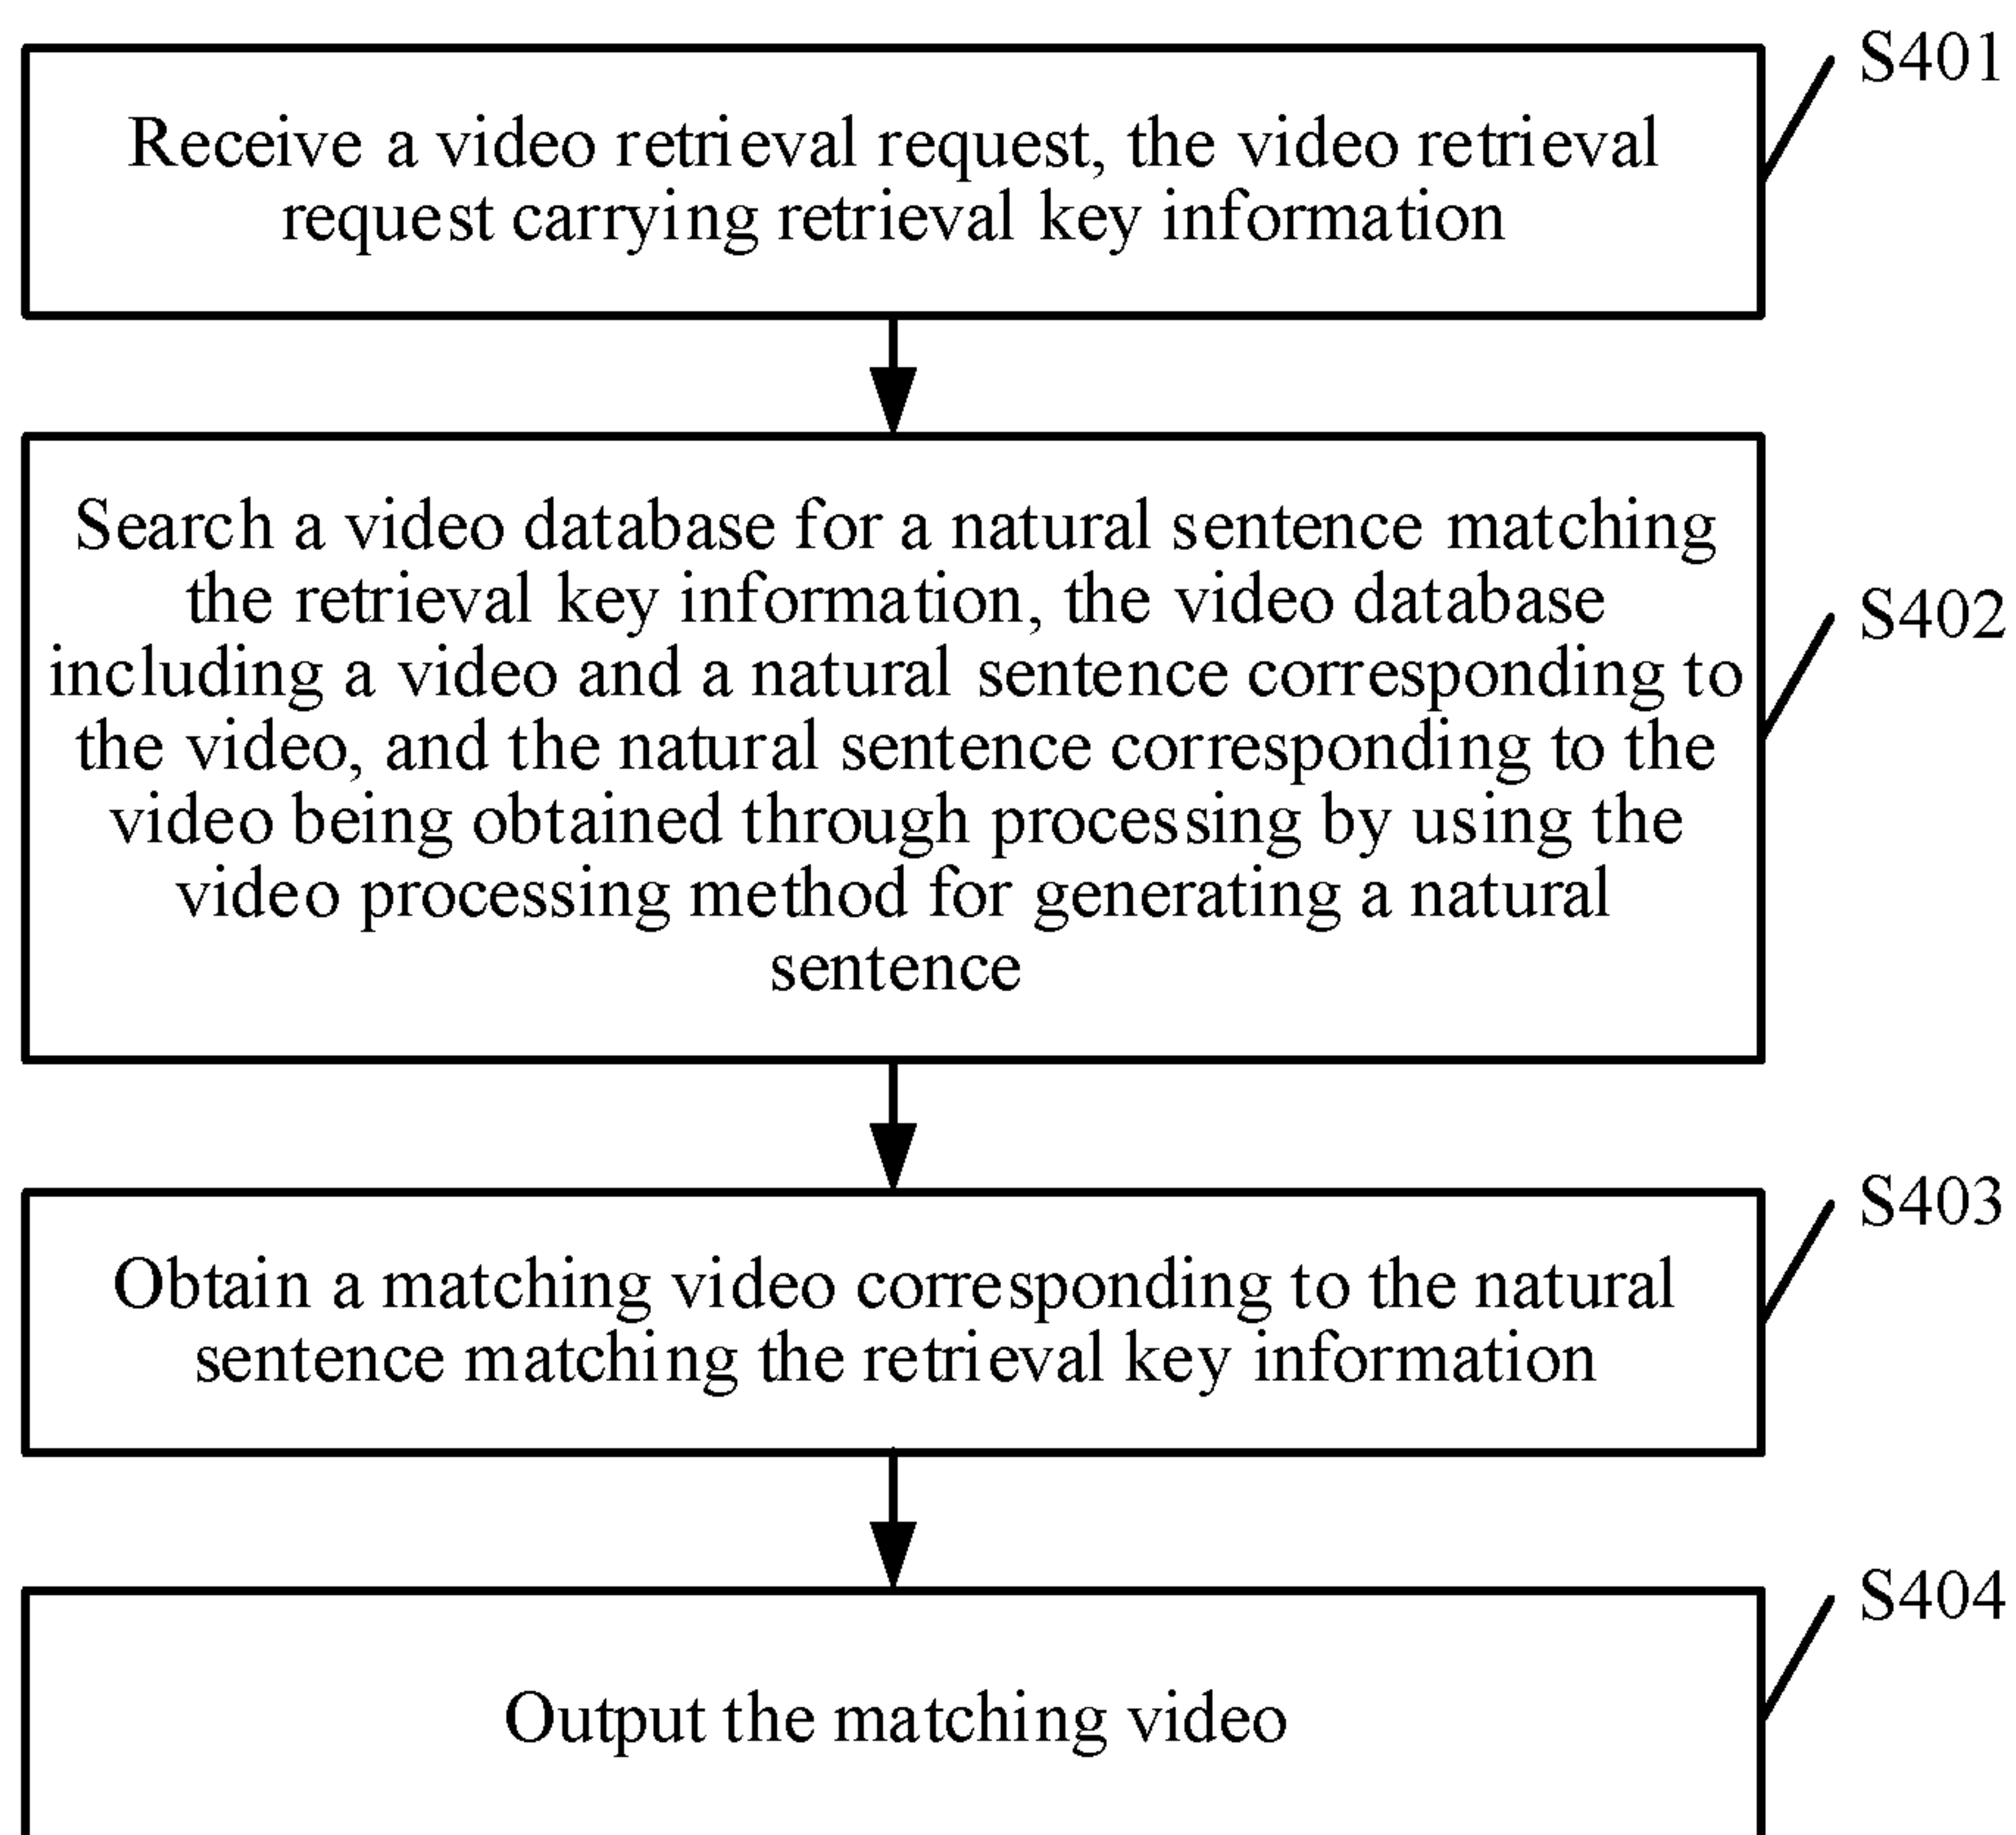 S401
Receive a video retrieval request, the video retrieval
request carrying retrieval key information
Search a video database for a natural sentence matching
the retrieval key information, the video database
including a video and a natural sentence corresponding to
the video, and the natural sentence corresponding to the
video being obtained through processing by using the
video processing method for generating a natural
sentence
S402
S403
Obtain a matching video corresponding to the natural
sentence matching the retrieval key information
S404
Output the matching video